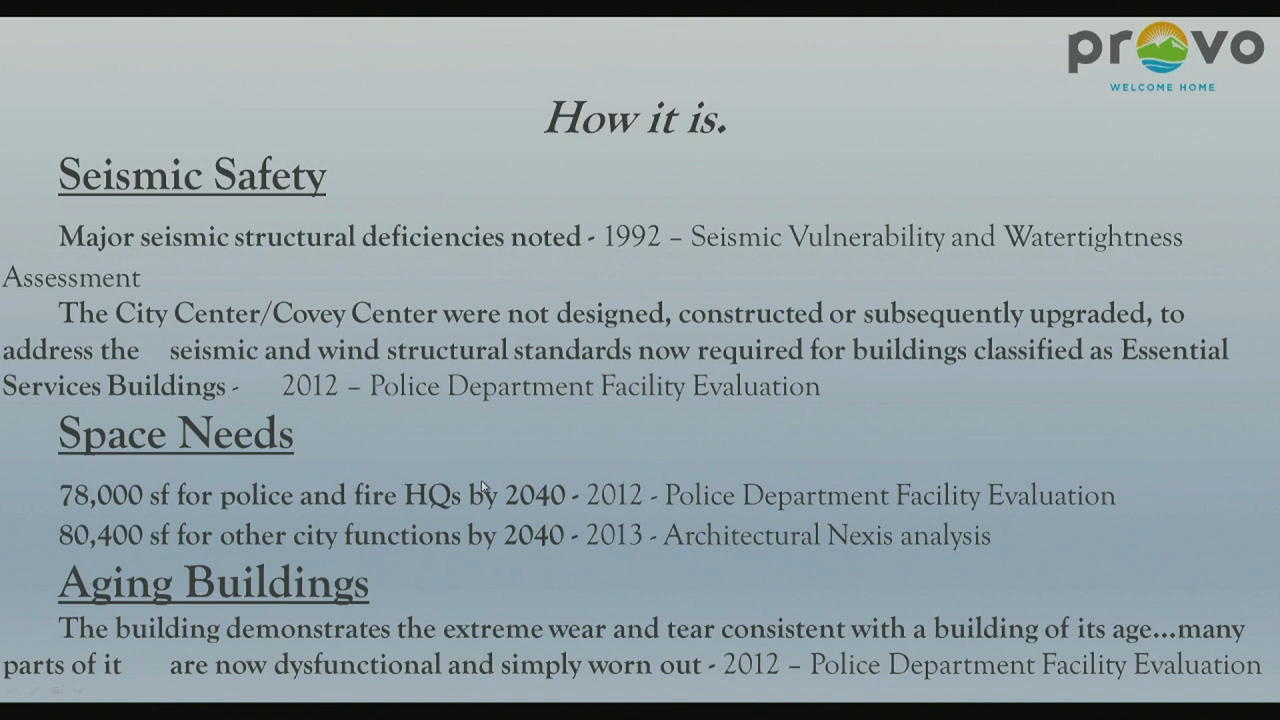 provo
WELCOME HOME
How it is.
Seismic Safety
Major seismic structural deficiencies noted - 1992 – Seismic Vulnerability and Watertightness
Assessment
The City Center/Covey Center were not designed, constructed or subsequently upgraded, to
address the seismic and wind structural standards now required for buildings classified as Essential
Services Buildings - 2012 – Police Department Facility Evaluation
Space Needs
78,000 sf for police and fire HQs by 2040 - 2012 - Police Department Facility Evaluation
80,400 sf for other city functions by 2040 - 2013 - Architectural Nexis analysis
Aging Buildings
The building demonstrates the extreme wear and tear consistent with a building of its age...many
parts of it are now dysfunctional and simply worn out - 2012 – Police Department Facility Evaluation